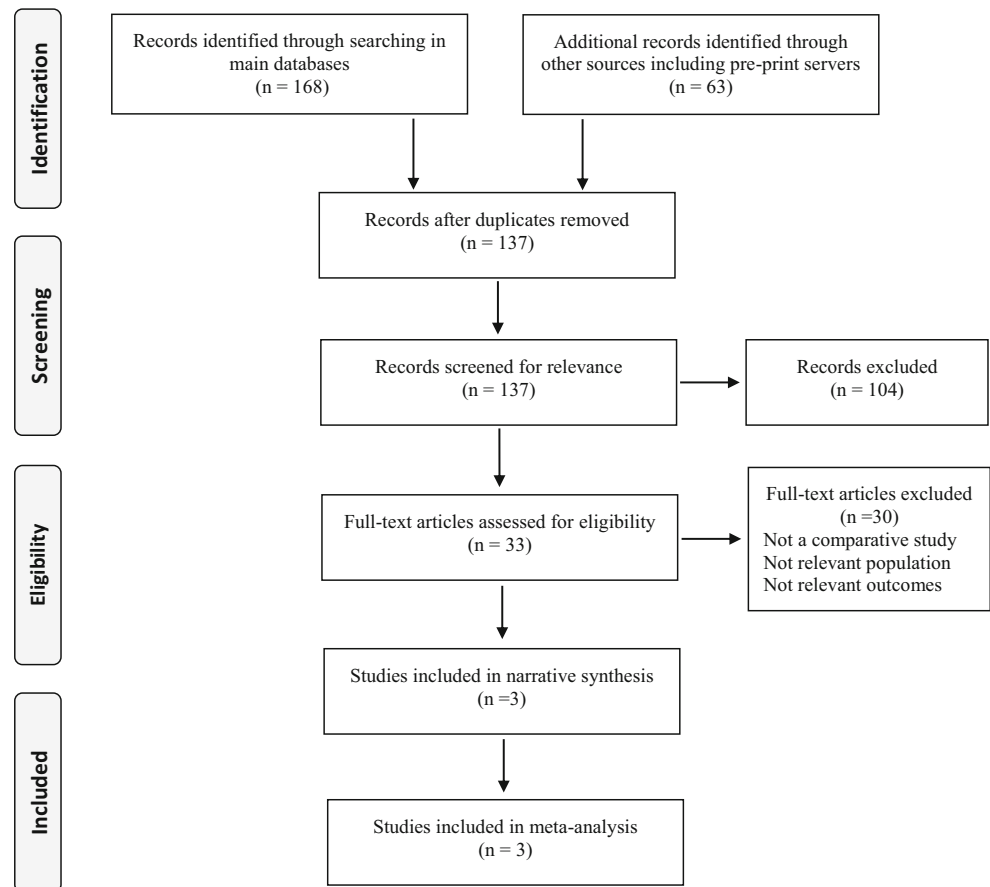 Identification
Records identified through searching in
main databases
(n = 168)
Additional records identified through
other sources including pre-print servers
(n = 63)
Records after duplicates removed
(n = 137)
Screening
Records screened for relevance
(n = 137)
Records excluded
(n = 104)
Eligibility
Full-text articles assessed for eligibility
(n = 33)
Full-text articles excluded
(n =30)
Not a comparative study
Not relevant population
Not relevant outcomes
Studies included in narrative synthesis
(n =3)
Included
Studies included in meta-analysis
(n = 3)